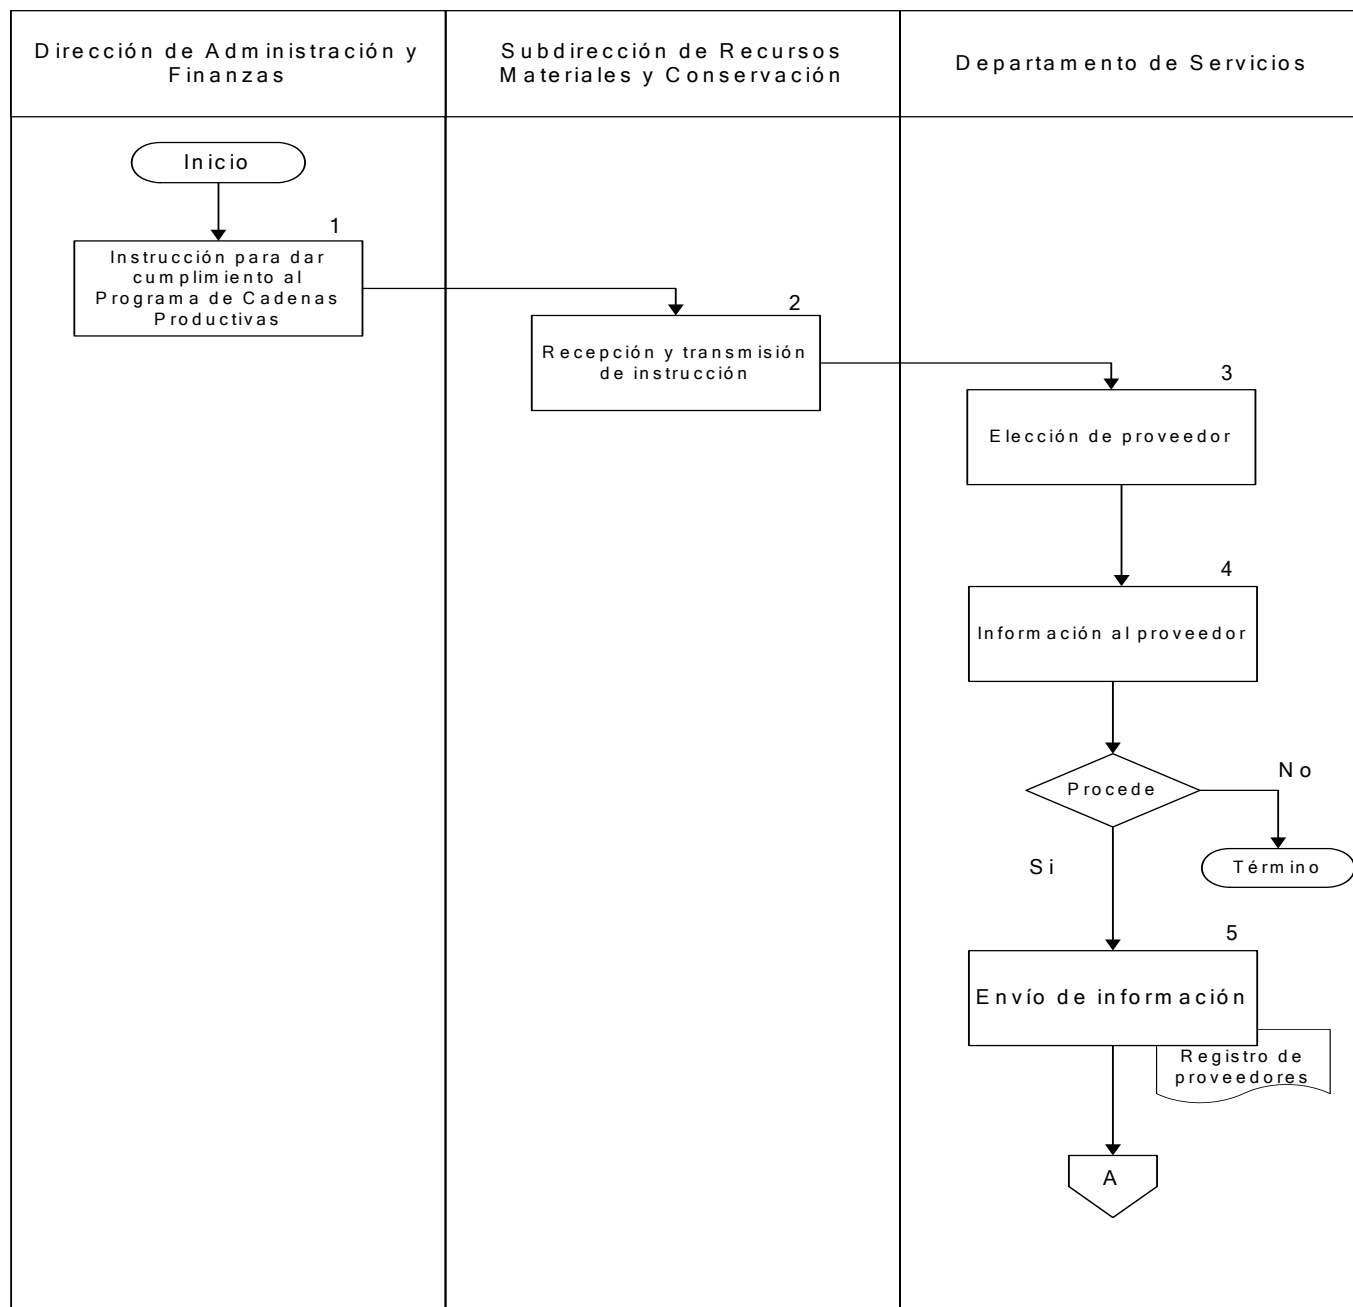 Dirección de Administración y
Finanzas
Subdirección de Recursos
Materiales y Conservación
Departamento de Servicios
Inicio
1
Instrucción para dar
cumplimiento al
Programa de Cadenas
Productivas
2
Recepción y transmisión
de instrucción
3
Elección de proveedor
4
Información al proveedor
Procede
No
Si
Término
5
Envío de información
Registro de
proveedores
A